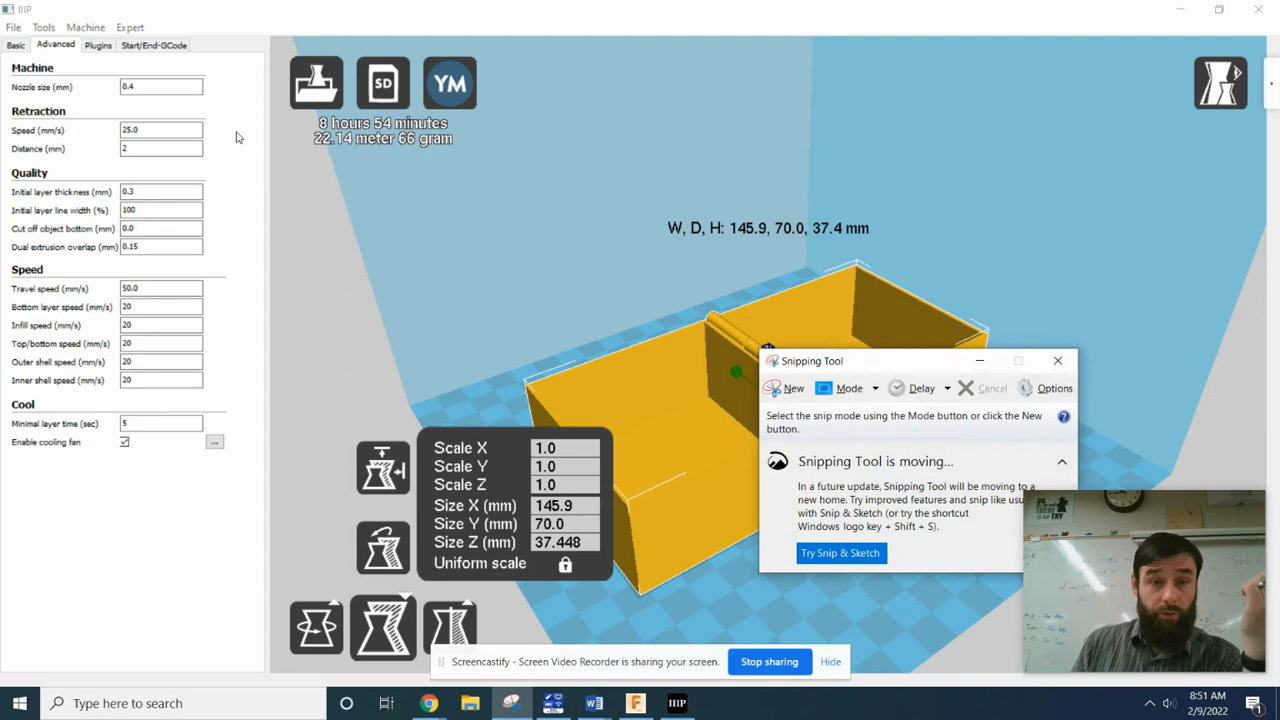 IIIP
File Tools Machine Expert
Basic Advanced Plugins Start/End-GCode
Machine
Nozzle size (mm) 0.4
Retraction
Speed (mm/s) 25.0
Distance (mm) 2
Quality
Initial layer thickness (mm) 0.3
Initial layer line width (%) 100
Cut off object bottom (mm) 0.0
Dual extrusion overlap (mm) 0.15
Speed
Travel speed (mm/s) 50.0
Bottom layer speed (mm/s) 20
Infill speed (mm/s) 20
Top/bottom speed (mm/s) 20
Outer shell speed (mm/s) 20
Inner shell speed (mm/s) 20
Cool
Minimal layer time (sec) 5
Enable cooling fan ...
SD YM
8 hours 54 minutes
22.14 meter 66 gram
W, D, H: 145.9, 70.0, 37.4 mm
Scale X 1.0
Scale Y 1.0
Scale Z 1.0
Size X (mm) 145.9
Size Y (mm) 70.0
Size Z (mm) 37.448
Uniform scale
Snipping Tool
New Mode Delay Cancel Options
Select the snip mode using the Mode button or click the New
button.
Snipping Tool is moving...
In a future update, Snipping Tool will be moving to a
new home. Try improved features and snip like usu
with Snip & Sketch (or try the shortcut
Windows logo key + Shift + S).
Try Snip & Sketch
THERE
TRY
Screencastify - Screen Video Recorder is sharing your screen. Stop sharing Hide
Type here to search
IIIP
8:51 AM
2/9/2022
1